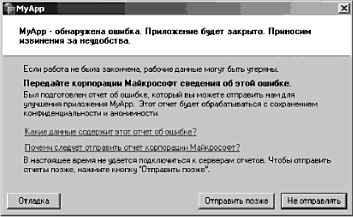 MyApp
MyApp - обнаружена ошибка. Приложение будет закрыто. Приносим
извинения за неудобства.
Если работа не была закончена, рабочие данные могут быть утеряны.
Передайте корпорации Майкрософт сведения об этой ошибке.
Был подготовлен отчет об ошибке, который вы можете отправить нам для
улучшения приложения MyApp. Этот отчет будет обрабатываться с сохранением
конфиденциальности и анонимности.
Какие данные содержит этот отчет об ошибке?
Почему следует отправить отчет корпорации Майкрософт?
В настоящее время не удается подключиться к серверам отчетов. Чтобы отправить
отчеты позже, нажмите кнопку "Отправить позже".
Отладка
Отправить позже
Не отправлять